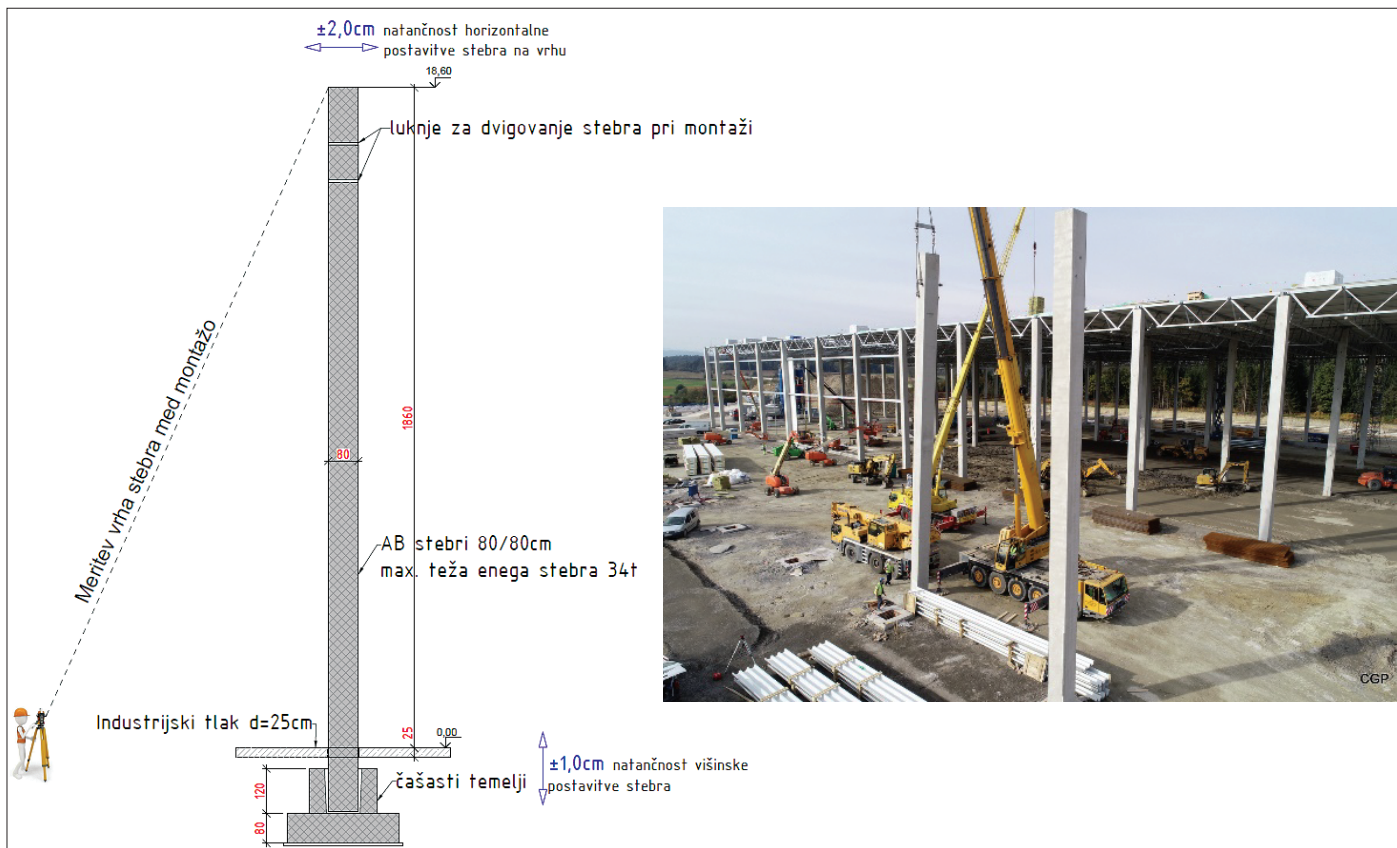 ±2,0cm natančnost horizontalne
postavitve stebra na vrhu
18,60
luknje za dvigovanje stebra pri montaži
Meritev vrha stebra med montažo
1860
80
AB stebri 80/80cm
max. teža enega stebra 34t
CGP
Industrijski tlak d=25cm
25
0,00
±1,0cm natančnost višinske
postavitve stebra
čašasti temelji
120
80